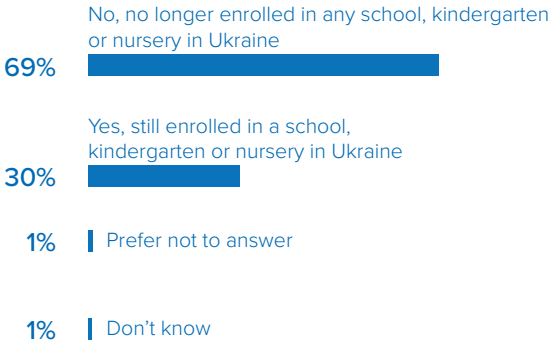 No, no longer enrolled in any school, kindergarten
or nursery in Ukraine
69%
Yes, still enrolled in a school,
kindergarten or nursery in Ukraine
30%
1% Prefer not to answer
1% Don't know